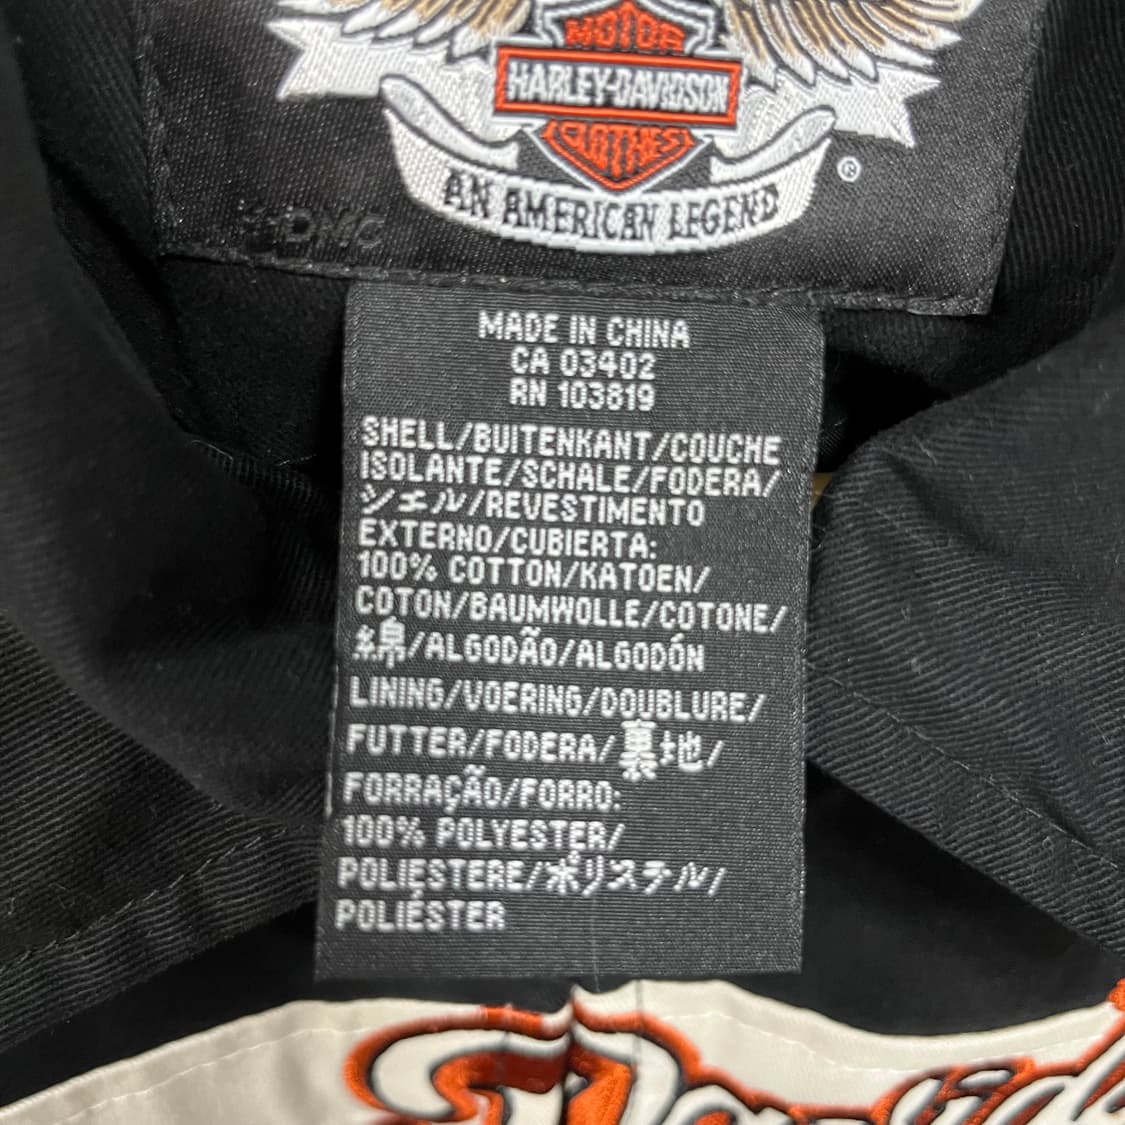 MOTOR
HARLEY-DAVIDSON
CLOTHES
AN AMERICAN LEGEND
®
MADE IN CHINA
CA 03402
RN 103819
SHELL/BUITENKANT/COUCHE
ISOLANTE/SCHALE/FODERA/
シエル/REVESTIMENTO
EXTERNO/CUBIERTA:
100% COTTON/KATOEN/
COTON/BAUMWOLLE/COTONE/
綿/ALGODÃO/ALGODÓN
LINING/VOERING/DOUBLURE/
FUTTER/FODERA/裏地/
FORRAÇÃO/FORRO:
100% POLYESTER/
POLIESTERE/ポリステル/
POLIÉSTER